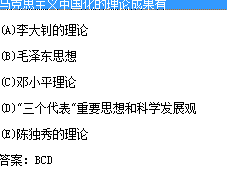 马克思主义中国化的理论成果有
(A)李大钊的理论
(B)毛泽东思想
(C)邓小平理论
(D)"三个代表"重要思想和科学发展观
(E)陈独秀的理论
答案：BCD